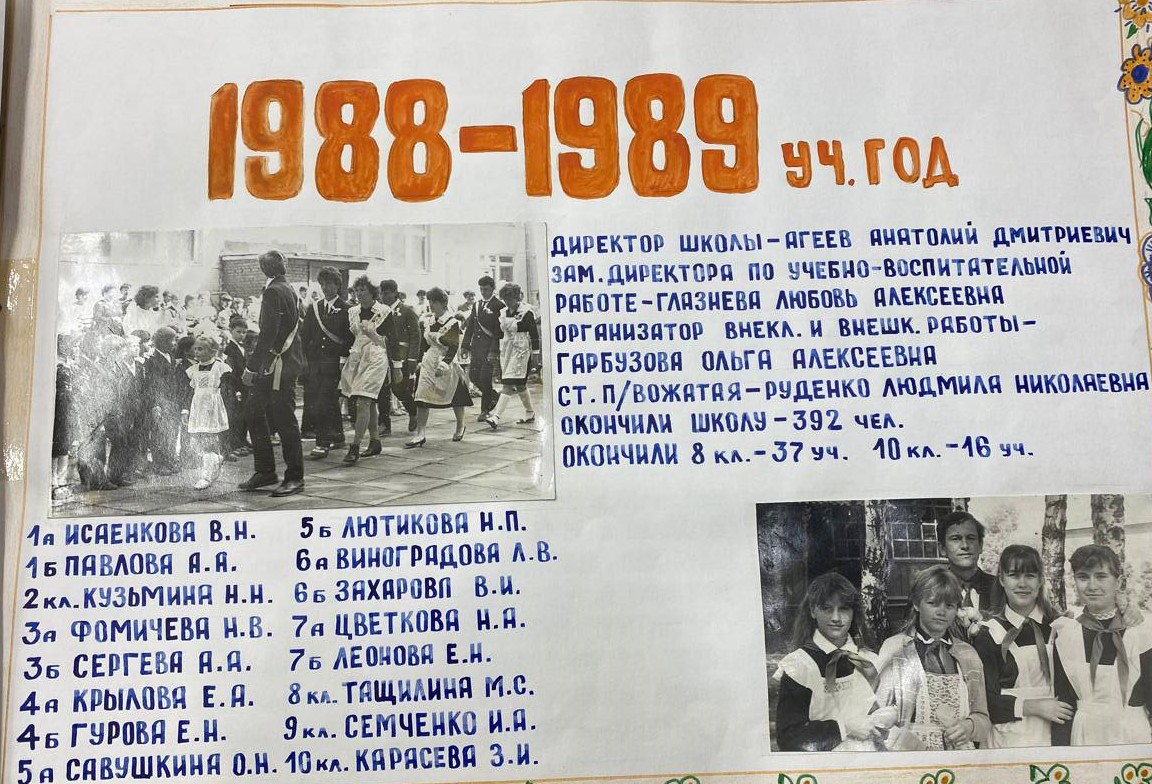 1988-1989 уч. год
ДИРЕКТОР ШКОЛЫ-АГЕЕВ АНАТОЛИЙ ДМИТРИЕВИЧ
ЗАМ. ДИРЕКТОРА ПО УЧЕБНО-ВОСПИТАТЕЛЬНОЙ
РАБОТЕ-ГЛАЗНЕВА ЛЮБОВЬ АЛЕКСЕЕВНА
ОРГАНИЗАТОР ВНЕКЛ. И ВНЕШК. РАБОТЫ-
ГАРБУЗОВА ОЛЬГА АЛЕКСЕЕВНА
СТ. П/ВОЖАТАЯ-РУДЕНКО ЛЮДМИЛА НИКОЛАЕВНА
ОКОНЧИЛИ ШКОЛУ-392 ЧЕЛ.
ОКОНЧИЛИ 8 кл.-37 уч. 10 кл.-16 уч.
1а ИСАЕНКОВА В.Н.
1б ПАВЛОВА А.А.
2 кл. КУЗЬМИНА Н.Н.
3а ФОМИЧЕВА Н.В.
3б СЕРГЕВА А.А.
4а КРЫЛОВА Е.А.
4б ГУРОВА Е.Н.
5а САВУШКИНА О.Н.
5б ЛЮТИКОВА Н.П.
6а ВИНОГРАДОВА Л.В.
6б ЗАХАРОВА В.И.
7а ЦВЕТКОВА Н.А.
7б ЛЕОНОВА Е.Н.
8 кл. ТАЩИЛИНА М.С.
9 кл. СЕМЧЕНКО И.А.
10 кл. КАРАСЕВА З.И.